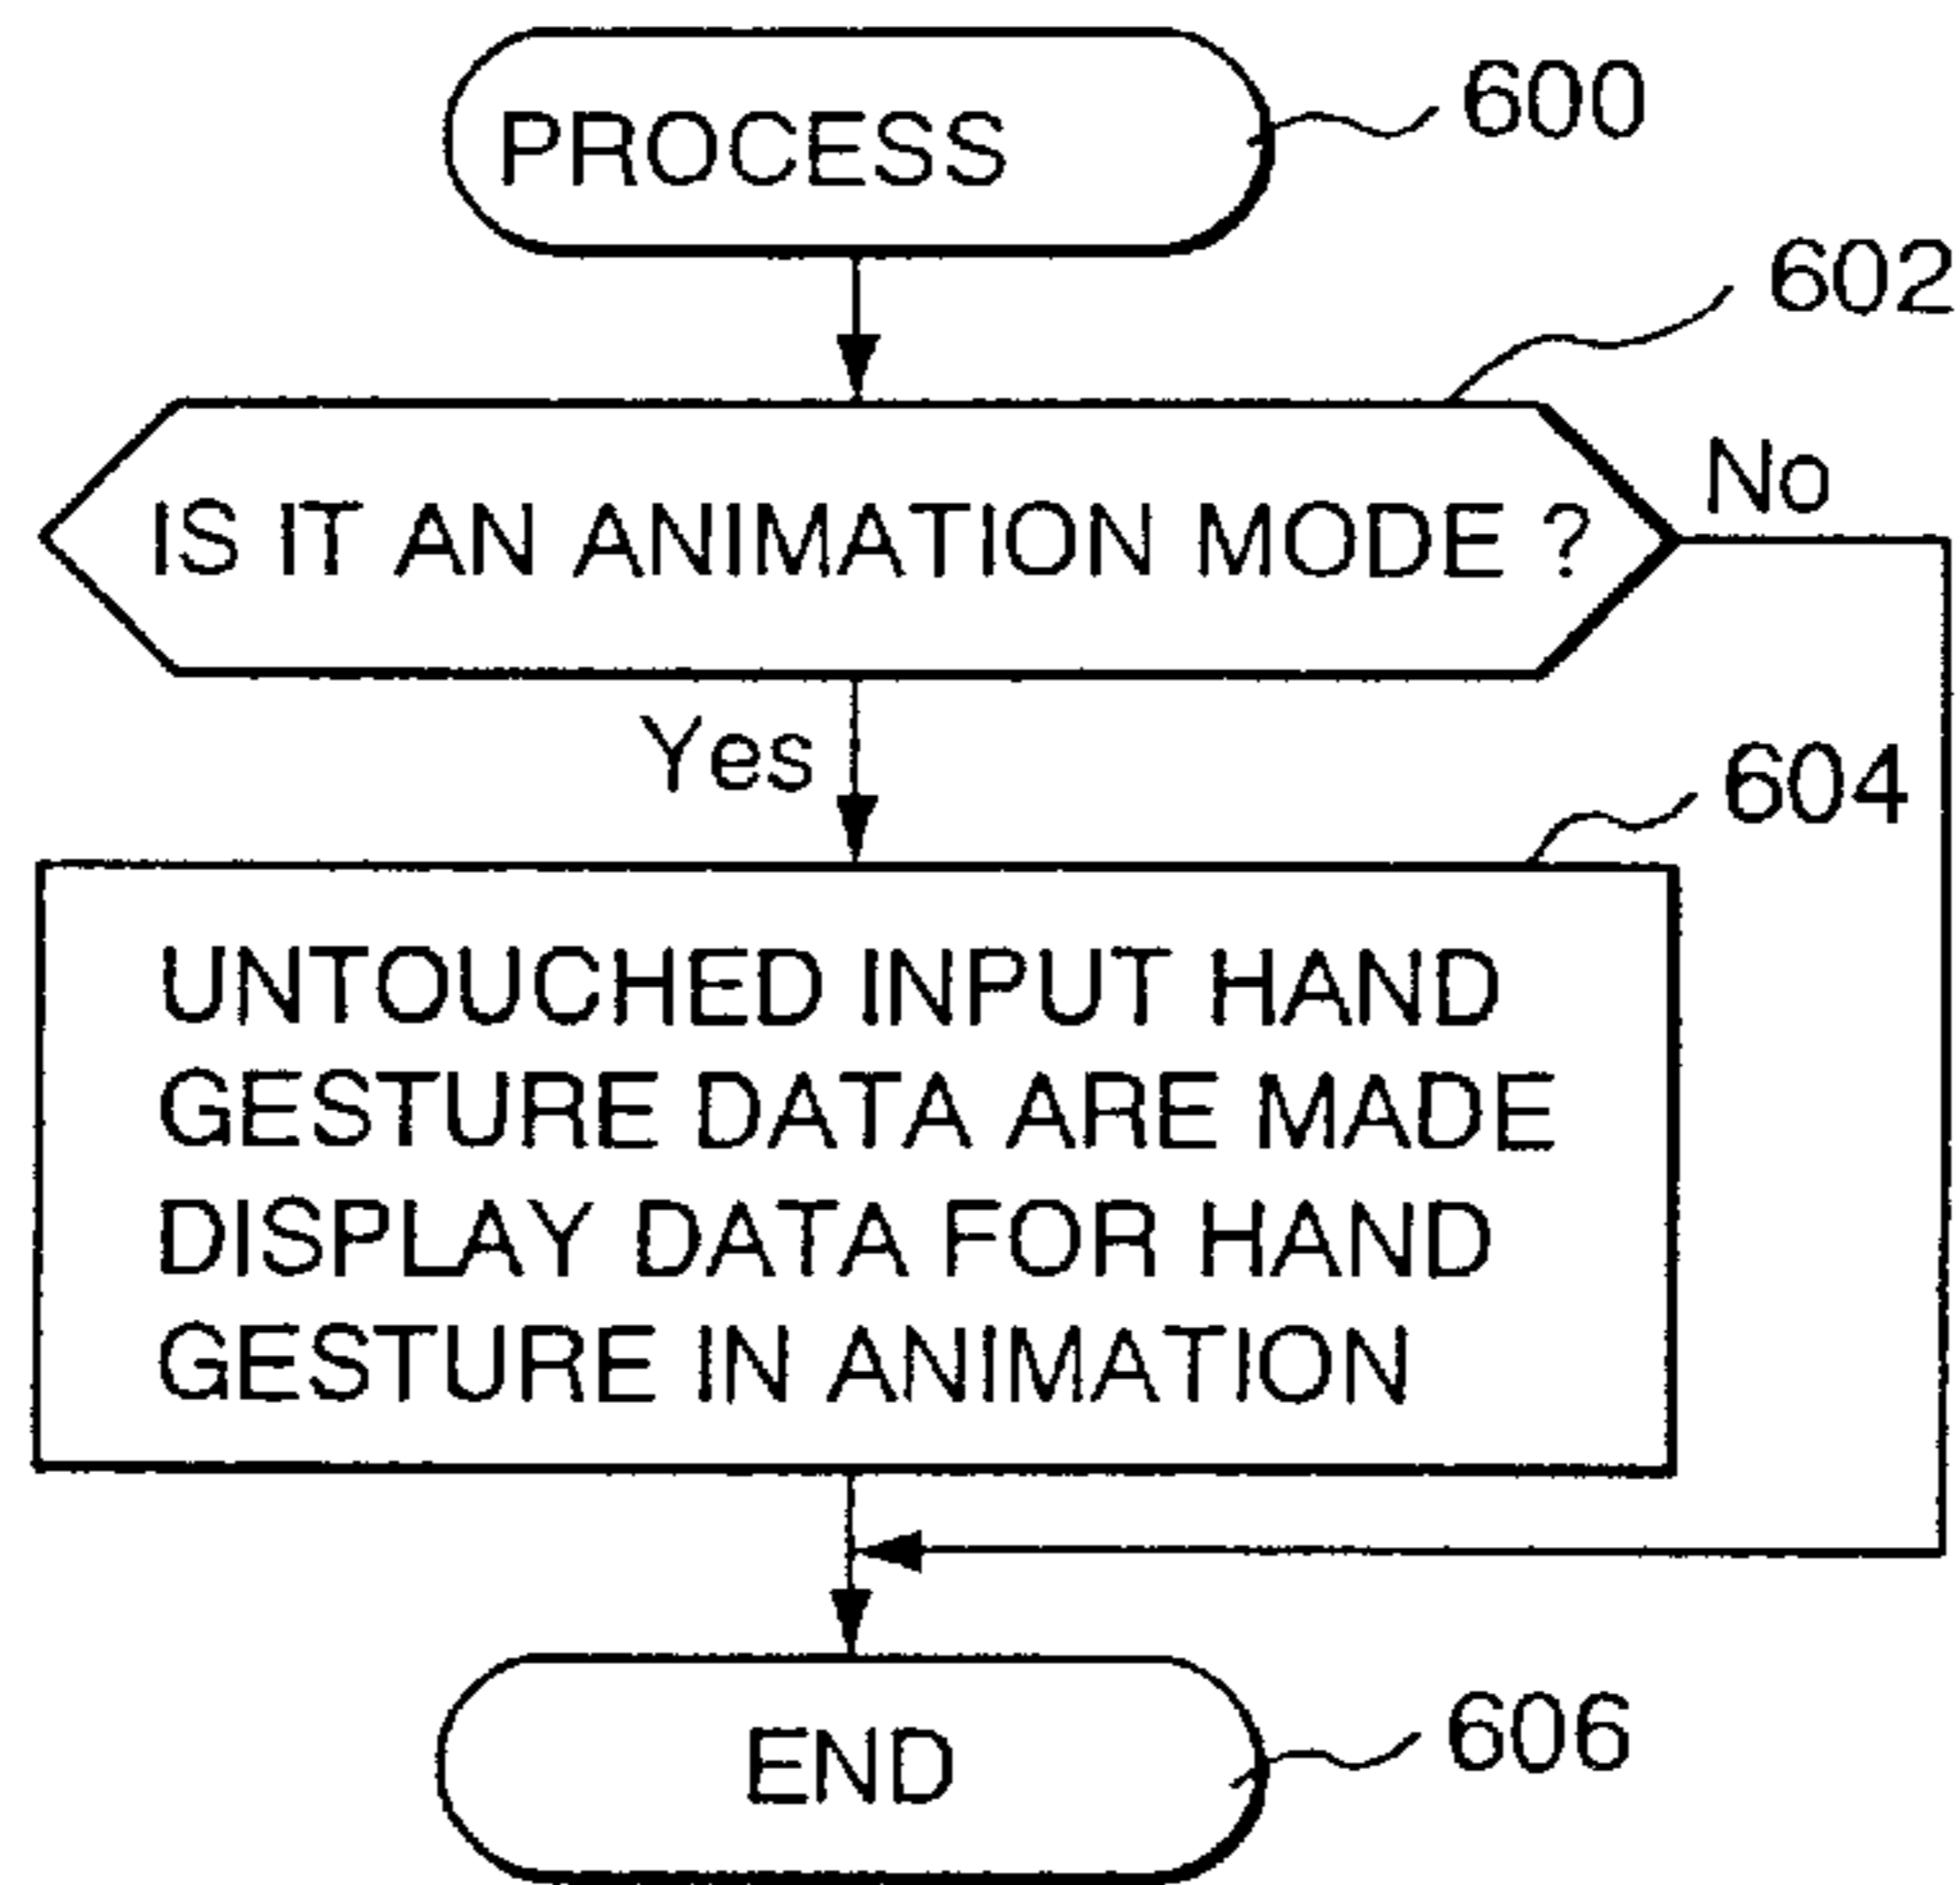 PROCESS
600
602
IS IT AN ANIMATION MODE ?
No
Yes
604
UNTOUCHED INPUT HAND
GESTURE DATA ARE MADE
DISPLAY DATA FOR HAND
GESTURE IN ANIMATION
END
606